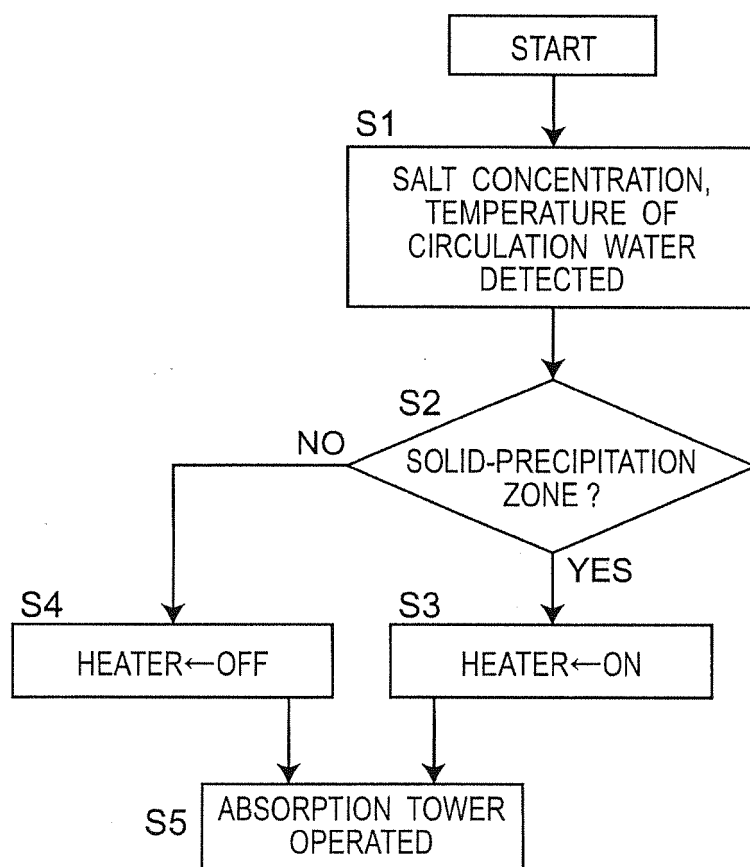 START
S1
SALT CONCENTRATION,
TEMPERATURE OF
CIRCULATION WATER
DETECTED
S2
NO
SOLID-PRECIPITATION
ZONE ?
YES
S4
S3
HEATER←OFF
HEATER←ON
S5
ABSORPTION TOWER
OPERATED